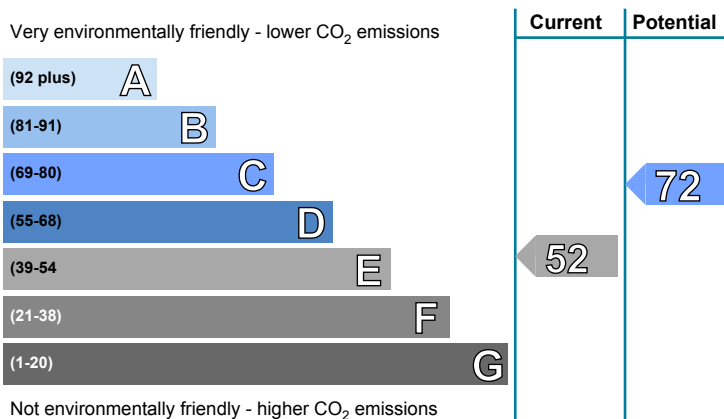 Very environmentally friendly - lower CO2 emissions
Current
Potential
(92 plus) A
(81-91) B
(69-80) C
72
(55-68) D
(39-54 E
52
(21-38) F
(1-20) G
Not environmentally friendly - higher CO2 emissions